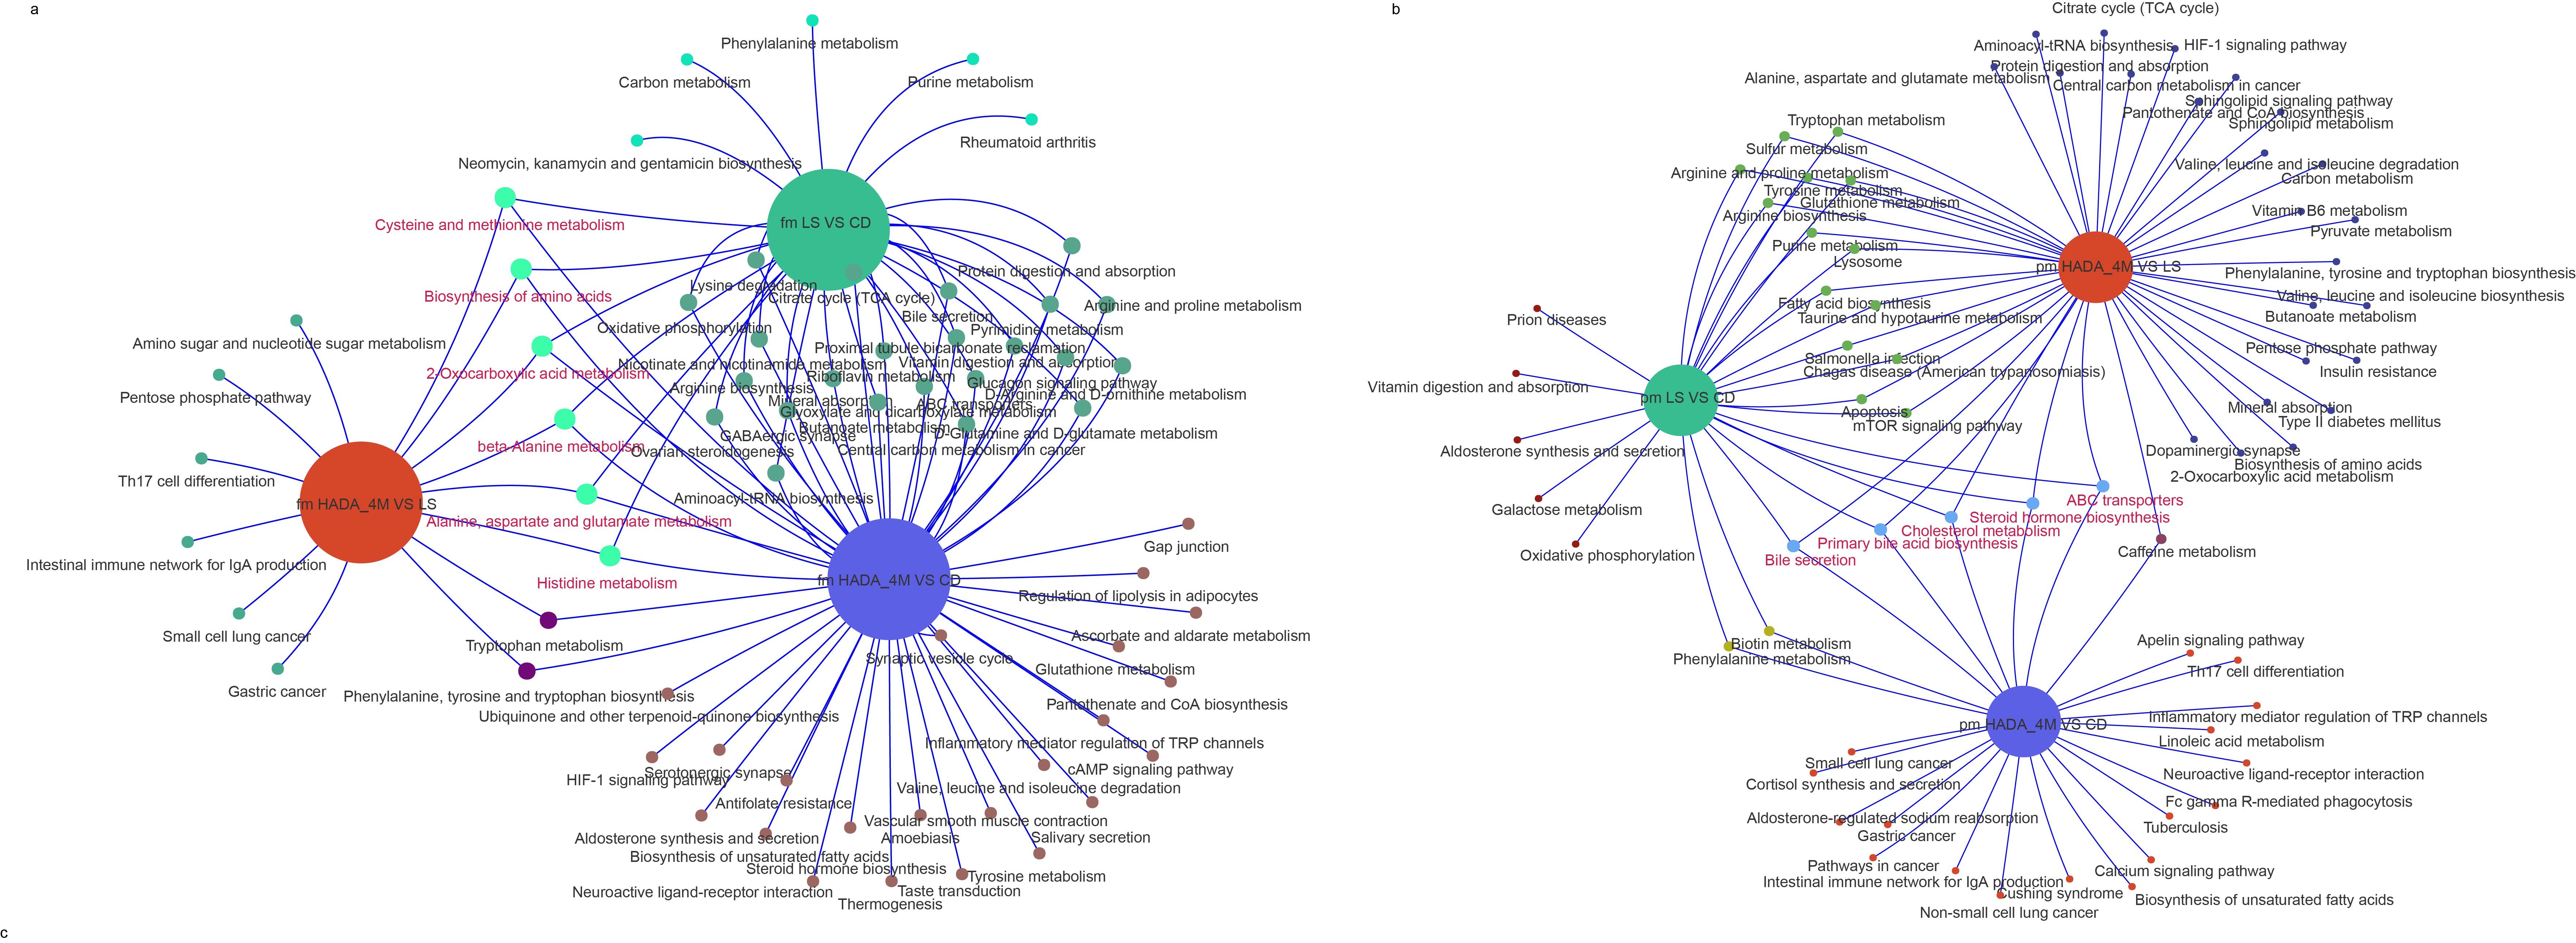 a
Phenylalanine metabolism
Carbon metabolism
Purine metabolism
Rheumatoid arthritis
Neomycin, kanamycin and gentamicin biosynthesis
Cysteine and methionine metabolism
fm LS VS CD
Biosynthesis of amino acids
Protein digestion and absorption
Lysine degradation
Citrate cycle (TCA cycle)
Arginine and proline metabolism
Bile secretion
Oxidative phosphorylation
Pyrimidine metabolism
Amino sugar and nucleotide sugar metabolism
Proximal tubule bicarbonate reclamation
Nicotinate and nicotinamide metabolism
Vitamin digestion and absorption
2-Oxocarboxylic acid metabolism
Riboflavin metabolism
Glucagon signaling pathway
Arginine biosynthesis
D-Arginine and D-ornithine metabolism
Pentose phosphate pathway
Mineral absorption
ABC transporters
Glyoxylate and dicarboxylate metabolism
Butanoate metabolism
D-Glutamine and D-glutamate metabolism
GABAergic synapse
beta-Alanine metabolism
Ovarian steroidogenesis
Central carbon metabolism in cancer
Th17 cell differentiation
Aminoacyl-tRNA biosynthesis
fm HADA_4M VS LS
Alanine, aspartate and glutamate metabolism
Gap junction
Intestinal immune network for IgA production
Histidine metabolism
fm HADA_4M VS CD
Regulation of lipolysis in adipocytes
Small cell lung cancer
Ascorbate and aldarate metabolism
Tryptophan metabolism
Synaptic vesicle cycle
Glutathione metabolism
Gastric cancer
Phenylalanine, tyrosine and tryptophan biosynthesis
Pantothenate and CoA biosynthesis
Ubiquinone and other terpenoid-quinone biosynthesis
Inflammatory mediator regulation of TRP channels
Serotonergic synapse
cAMP signaling pathway
HIF-1 signaling pathway
Valine, leucine and isoleucine degradation
Antifolate resistance
Vascular smooth muscle contraction
Aldosterone synthesis and secretion
Amoebiasis
Salivary secretion
Biosynthesis of unsaturated fatty acids
Steroid hormone biosynthesis
Tyrosine metabolism
Neuroactive ligand-receptor interaction
Taste transduction
Thermogenesis
b
Citrate cycle (TCA cycle)
Aminoacyl-tRNA biosynthesis
HIF-1 signaling pathway
Protein digestion and absorption
Alanine, aspartate and glutamate metabolism
Central carbon metabolism in cancer
Sphingolipid signaling pathway
Pantothenate and CoA biosynthesis
Tryptophan metabolism
Sphingolipid metabolism
Sulfur metabolism
Valine, leucine and isoleucine degradation
Arginine and proline metabolism
Carbon metabolism
Tyrosine metabolism
Glutathione metabolism
Vitamin B6 metabolism
Arginine biosynthesis
Pyruvate metabolism
Purine metabolism
Lysosome
pm HADA_4M VS LS
Phenylalanine, tyrosine and tryptophan biosynthesis
Valine, leucine and isoleucine biosynthesis
Fatty acid biosynthesis
Butanoate metabolism
Taurine and hypotaurine metabolism
Prion diseases
Pentose phosphate pathway
Salmonella infection
Insulin resistance
Chagas disease (American trypanosomiasis)
Vitamin digestion and absorption
pm LS VS CD
Mineral absorption
Apoptosis
Type II diabetes mellitus
mTOR signaling pathway
Aldosterone synthesis and secretion
Dopaminergic synapse
Biosynthesis of amino acids
2-Oxocarboxylic acid metabolism
ABC transporters
Galactose metabolism
Steroid hormone biosynthesis
Cholesterol metabolism
Primary bile acid biosynthesis
Caffeine metabolism
Oxidative phosphorylation
Bile secretion
Apelin signaling pathway
Biotin metabolism
Phenylalanine metabolism
Th17 cell differentiation
Inflammatory mediator regulation of TRP channels
pm HADA_4M VS CD
Linoleic acid metabolism
Small cell lung cancer
Neuroactive ligand-receptor interaction
Cortisol synthesis and secretion
Fc gamma R-mediated phagocytosis
Aldosterone-regulated sodium reabsorption
Tuberculosis
Gastric cancer
Pathways in cancer
Calcium signaling pathway
Intestinal immune network for IgA production
Cushing syndrome
Biosynthesis of unsaturated fatty acids
Non-small cell lung cancer
c